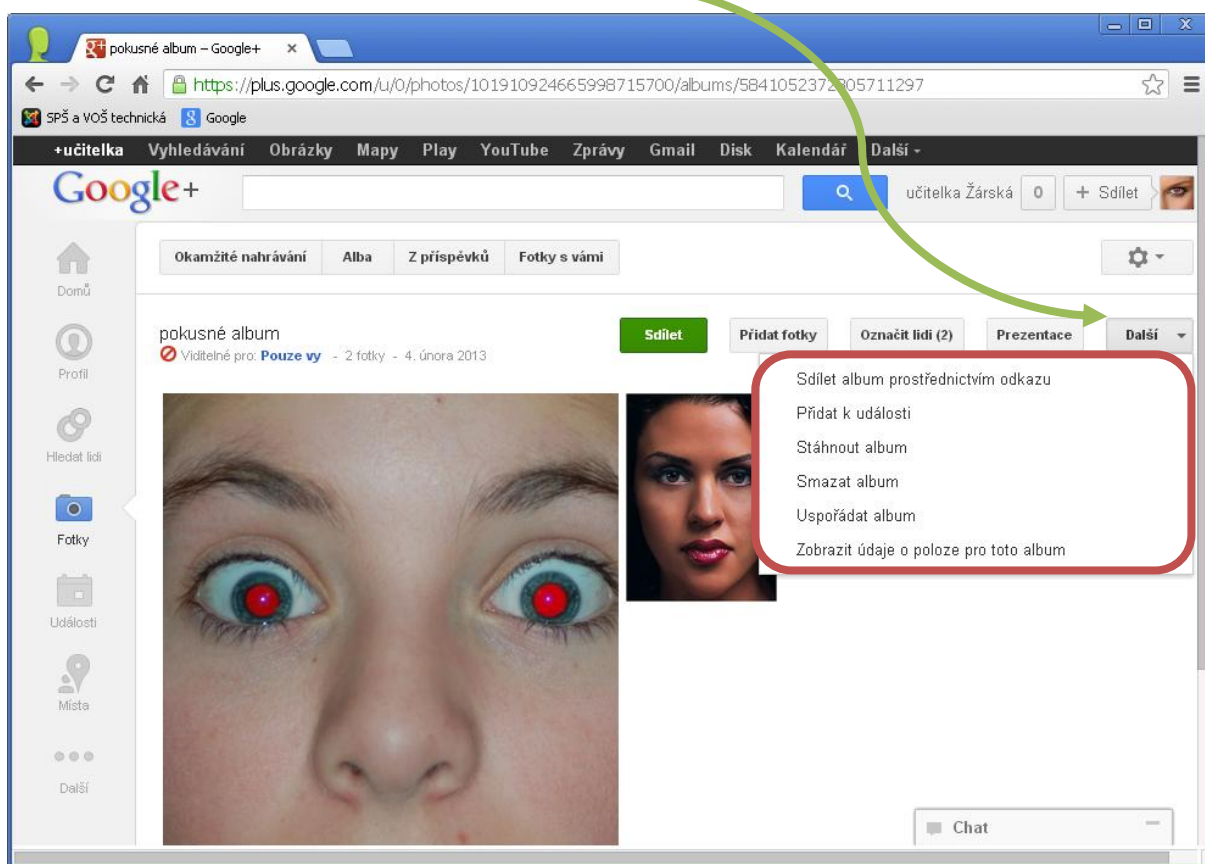 pokusné album – Google+
https://plus.google.com/u/0/photos/101910924665998715700/albums/
SPŠ a VOŠ technická Google
+učitelka Vyhledávání Obrázky Mapy Play YouTube Zprávy Gmail Disk Kalendář Další
Google+ učitelka Žárská 0 + Sdílet
Okamžité nahrávání Alba Z příspěvků Fotky s vámi
Domů
pokusné album Sdílet Přidat fotky Označit lidi (2) Prezentace Další
Viditelné pro: Pouze vy - 2 fotky - 4. února 2013
Profil
Sdílet album prostřednictvím odkazu
Přidat k události
Stáhnout album
Smazat album
Uspořádat album
Zobrazit údaje o poloze pro toto album
Hledat lidi
Fotky
Události
Místa
Další
Chat